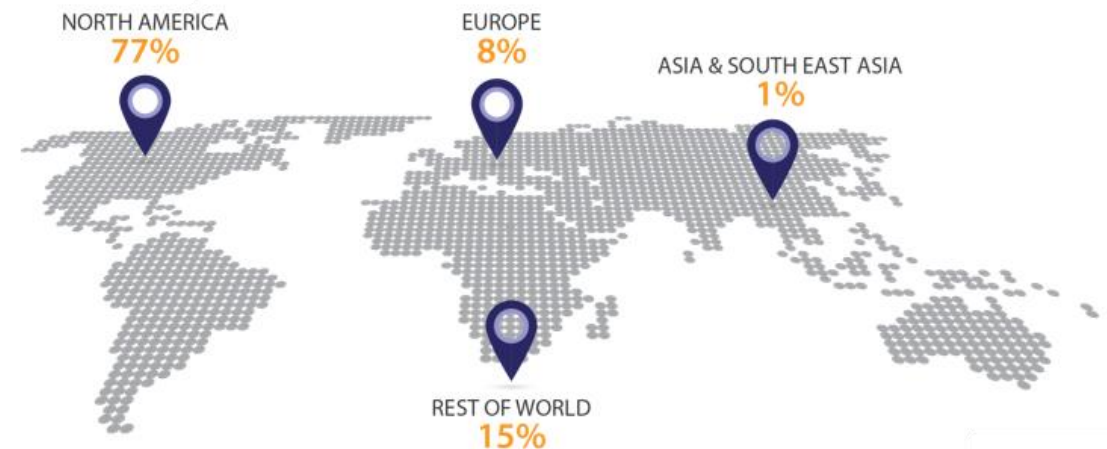 NORTH AMERICA
77%
EUROPE
8%
ASIA & SOUTH EAST ASIA
1%
REST OF WORLD
15%